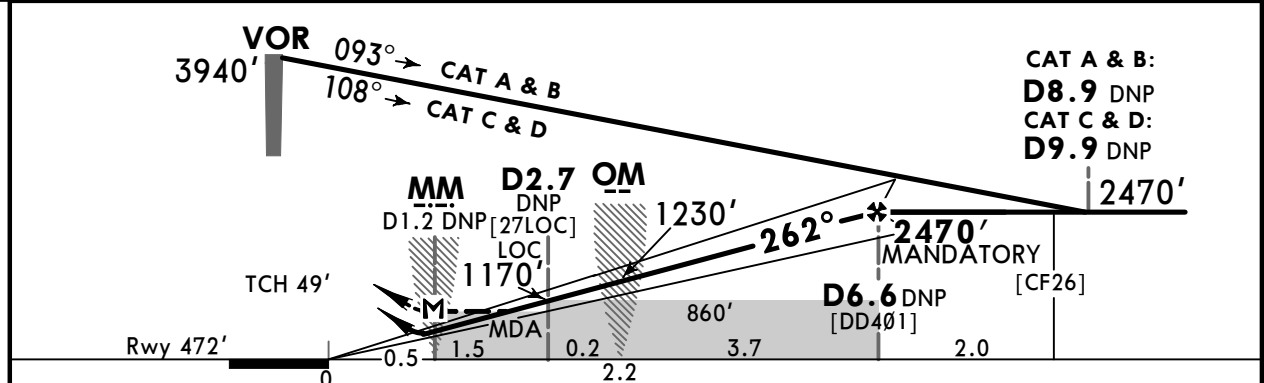 VOR
3940'
093° CAT A & B
108° CAT C & D
CAT A & B:
D8.9 DNP
CAT C & D:
D9.9 DNP
2470'
MM
D1.2 DNP
D2.7
DNP
[27LOC]
LOC
1170'
OM
1230'
262°
2470'
MANDATORY
[CF26]
TCH 49'
M
MDA
860'
D6.6 DNP
[DD4Ø1]
Rwy 472'
0.5 1.5 0.2 3.7 2.0
0 2.2